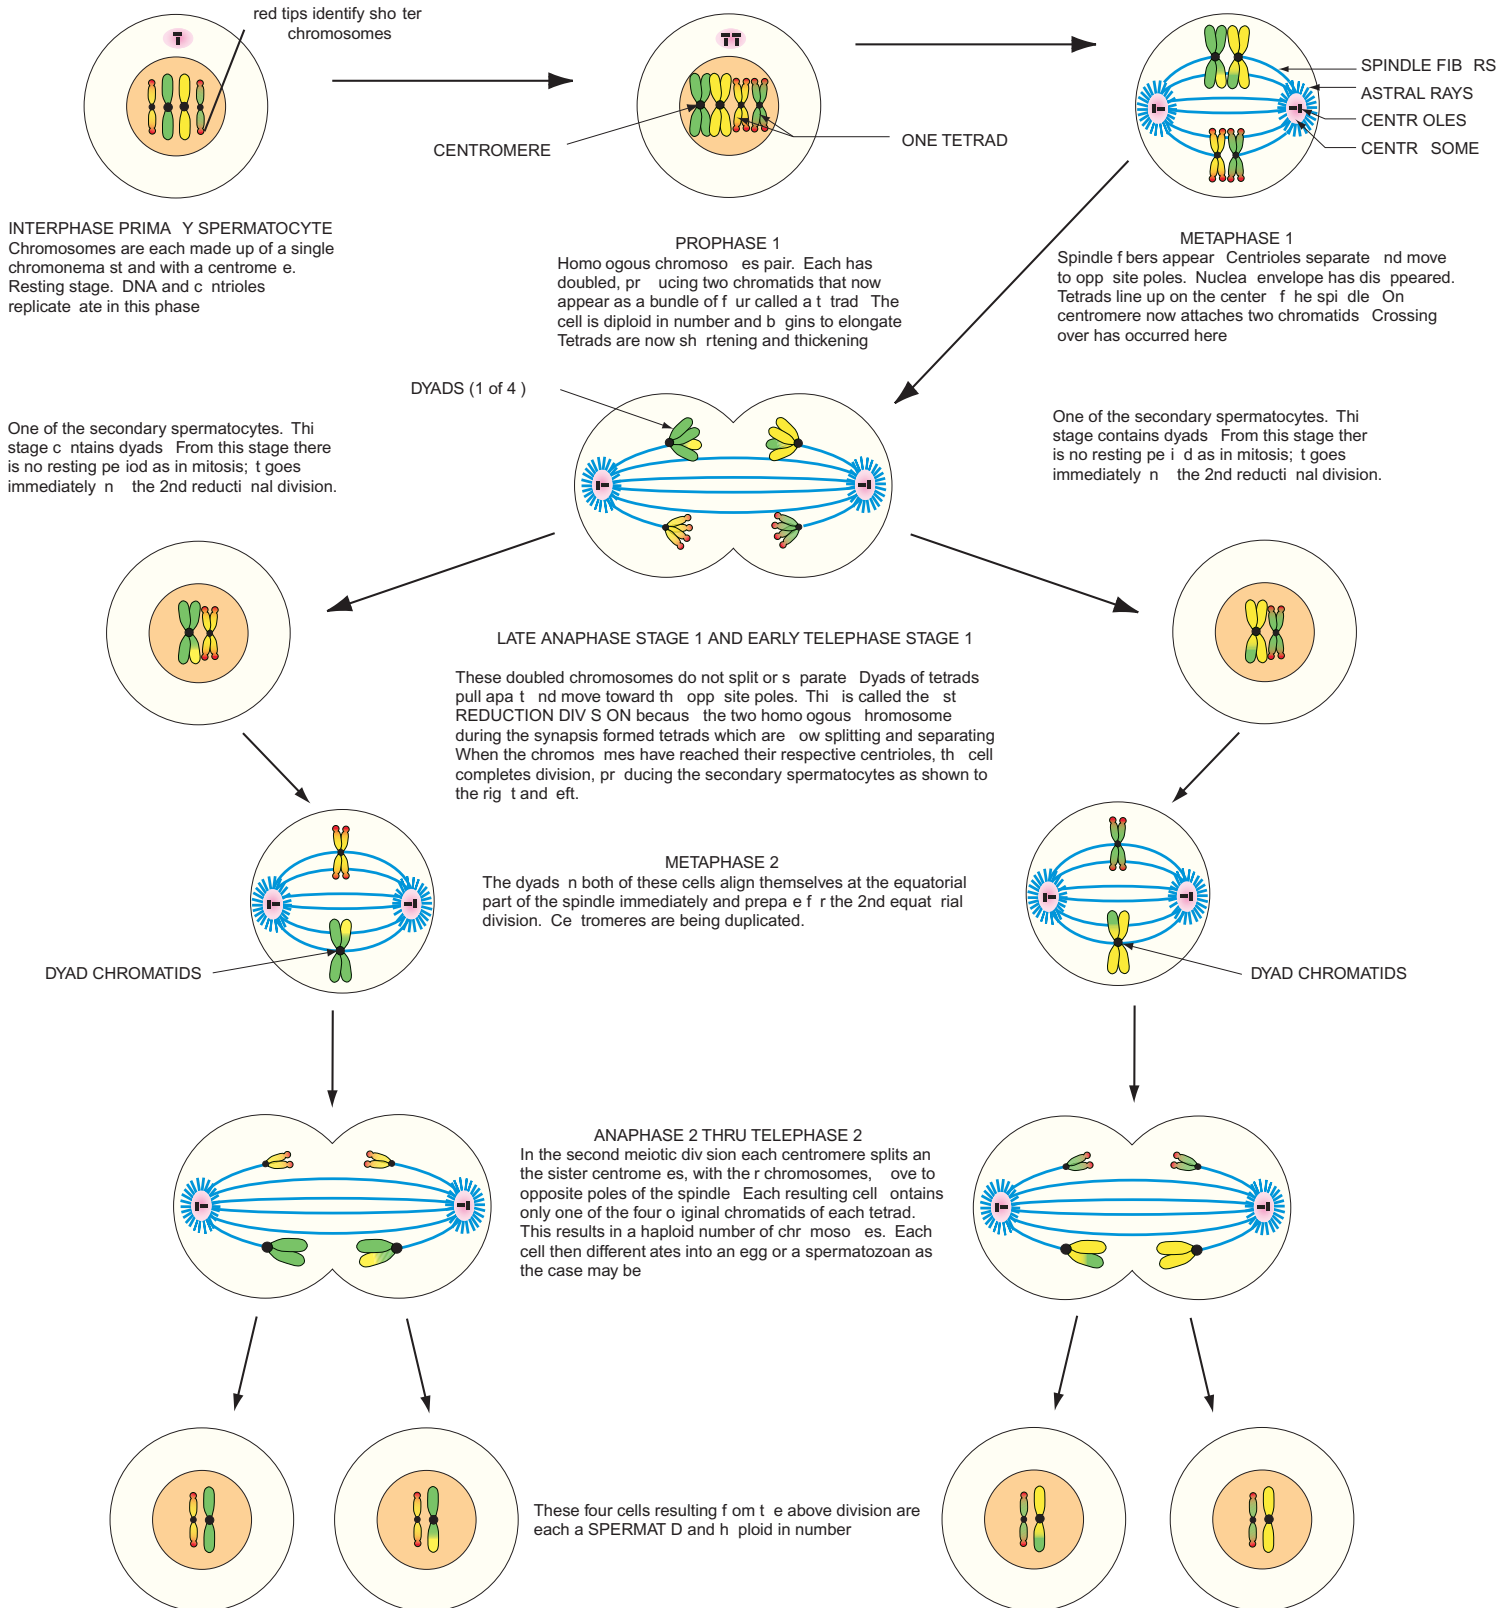 red tips identify sho ter
chromosomes
SPINDLE FIB RS
ASTRAL RAYS
CENTR OLES
CENTR SOME
CENTROMERE
ONE TETRAD
INTERPHASE PRIMA Y SPERMATOCYTE
Chromosomes are each made up of a single
chromonema st and with a centrome e.
Resting stage. DNA and c ntrioles
replicate ate in this phase
PROPHASE 1
Homo ogous chromoso es pair. Each has
doubled, pr ucing two chromatids that now
appear as a bundle of f ur called a t trad The
cell is diploid in number and b gins to elongate
Tetrads are now sh rtening and thickening
METAPHASE 1
Spindle f bers appear Centrioles separate nd move
to opp site poles. Nuclea envelope has dis ppeared.
Tetrads line up on the center f he spi dle On
centromere now attaches two chromatids Crossing
over has occurred here
DYADS (1 of 4 )
One of the secondary spermatocytes. Thi
stage c ntains dyads From this stage there
is no resting pe iod as in mitosis; t goes
immediately n the 2nd reducti nal division.
One of the secondary spermatocytes. Thi
stage contains dyads From this stage ther
is no resting pe i d as in mitosis; t goes
immediately n the 2nd reducti nal division.
LATE ANAPHASE STAGE 1 AND EARLY TELEPHASE STAGE 1
These doubled chromosomes do not split or s parate Dyads of tetrads
pull apa t nd move toward th opp site poles. Thi is called the st
REDUCTION DIV S ON becaus the two homo ogous hromosome
during the synapsis formed tetrads which are ow splitting and separating
When the chromos mes have reached their respective centrioles, th cell
completes division, pr ducing the secondary spermatocytes as shown to
the rig t and eft.
METAPHASE 2
The dyads n both of these cells align themselves at the equatorial
part of the spindle immediately and prepa e f r the 2nd equat rial
division. Ce tromeres are being duplicated.
DYAD CHROMATIDS
DYAD CHROMATIDS
ANAPHASE 2 THRU TELEPHASE 2
In the second meiotic div sion each centromere splits an
the sister centrome es, with the r chromosomes, ove to
opposite poles of the spindle Each resulting cell ontains
only one of the four o iginal chromatids of each tetrad.
This results in a haploid number of chr moso es. Each
cell then different ates into an egg or a spermatozoan as
the case may be
These four cells resulting f om t e above division are
each a SPERMAT D and h ploid in number